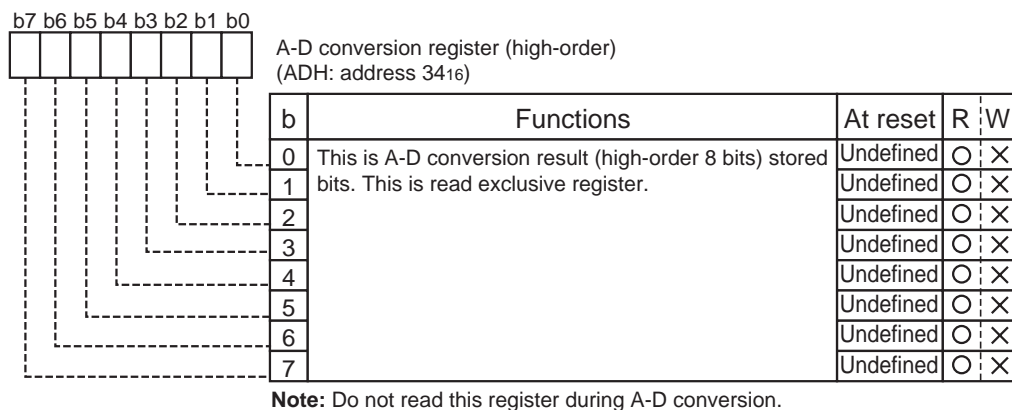 b7 b6 b5 b4 b3 b2 b1 b0
A-D conversion register (high-order)
(ADH: address 34₁₆)
b Functions At reset R W
0 This is A-D conversion result (high-order 8 bits) stored Undefined O ×
1 bits. This is read exclusive register. Undefined O ×
2 Undefined O ×
3 Undefined O ×
4 Undefined O ×
5 Undefined O ×
6 Undefined O ×
7 Undefined O ×
Note: Do not read this register during A-D conversion.